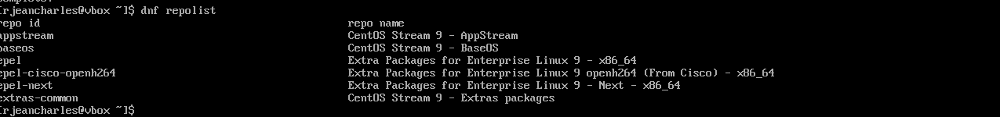 omplete!
[rjeancharles@vbox ~]$ dnf repolist
repo id repo name
appstream CentOS Stream 9 - AppStream
baseos CentOS Stream 9 - BaseOS
epel Extra Packages for Enterprise Linux 9 - x86_64
epel-cisco-openh264 Extra Packages for Enterprise Linux 9 openh264 (From Cisco) - x86_64
epel-next Extra Packages for Enterprise Linux 9 - Next - x86_64
extras-common CentOS Stream 9 - Extras packages
[rjeancharles@vbox ~]$